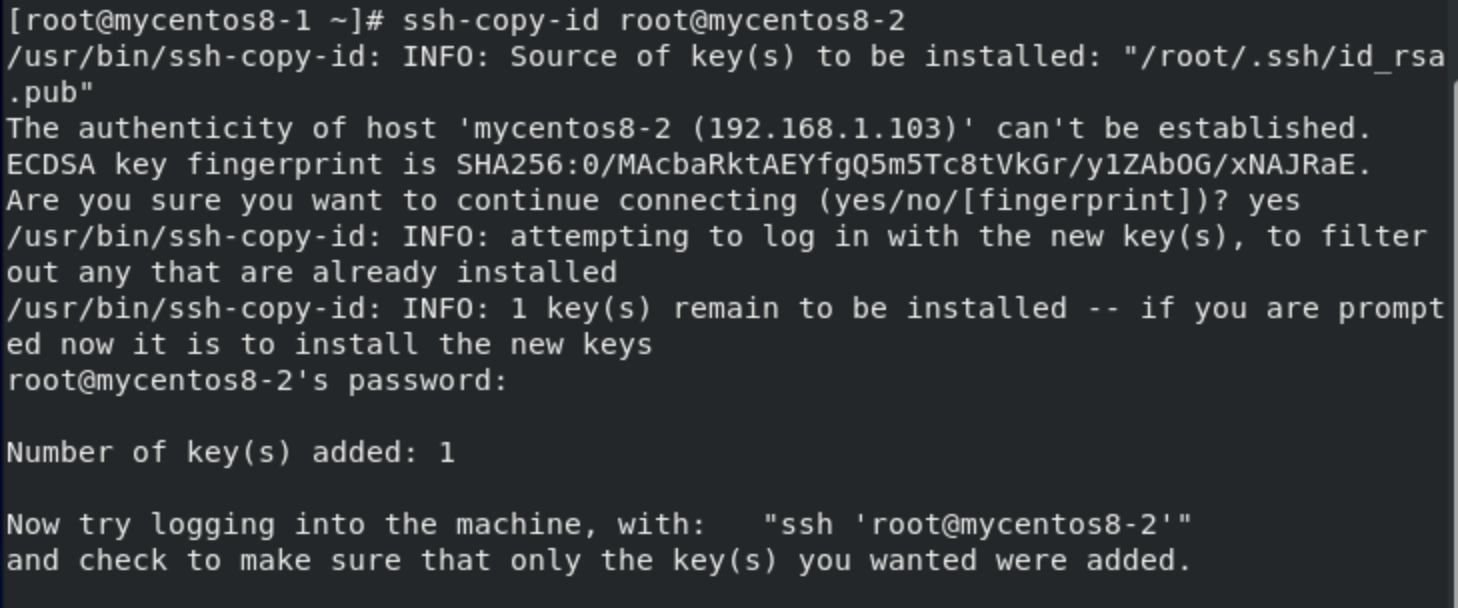 [root@mycentos8-1 ~]# ssh-copy-id root@mycentos8-2
/usr/bin/ssh-copy-id: INFO: Source of key(s) to be installed: "/root/.ssh/id_rsa
.pub"
The authenticity of host 'mycentos8-2 (192.168.1.103)' can't be established.
ECDSA key fingerprint is SHA256:0/MAcbaRktAEYfgQ5m5Tc8tVkGr/y1ZAbOG/xNAJRaE.
Are you sure you want to continue connecting (yes/no/[fingerprint])? yes
/usr/bin/ssh-copy-id: INFO: attempting to log in with the new key(s), to filter
out any that are already installed
/usr/bin/ssh-copy-id: INFO: 1 key(s) remain to be installed -- if you are prompt
ed now it is to install the new keys
root@mycentos8-2's password:
Number of key(s) added: 1
Now try logging into the machine, with:   "ssh 'root@mycentos8-2'"
and check to make sure that only the key(s) you wanted were added.